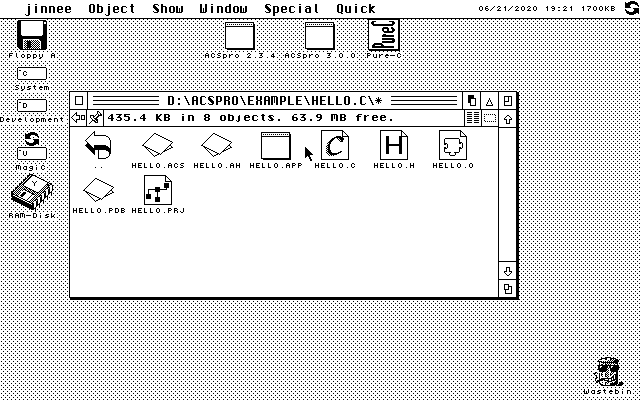 jinnee Object Show Window Special Quick 06/21/2020 19:21 1700KB
Floppy A ACSpro 2.3.4. ACSpro 3.0.0. Pure-C
PureC
C
System
D
Development
V
Magic
RAM-Disk
D:\ACSPRO\EXAMPLE\HELLO.C\*
435.4 KB in 8 objects. 63.9 MB free.
.. HELLO.ACS HELLO.AH HELLO.APP HELLO.C HELLO.H HELLO.O
C H
HELLO.PDB HELLO.PRJ
Wastebin